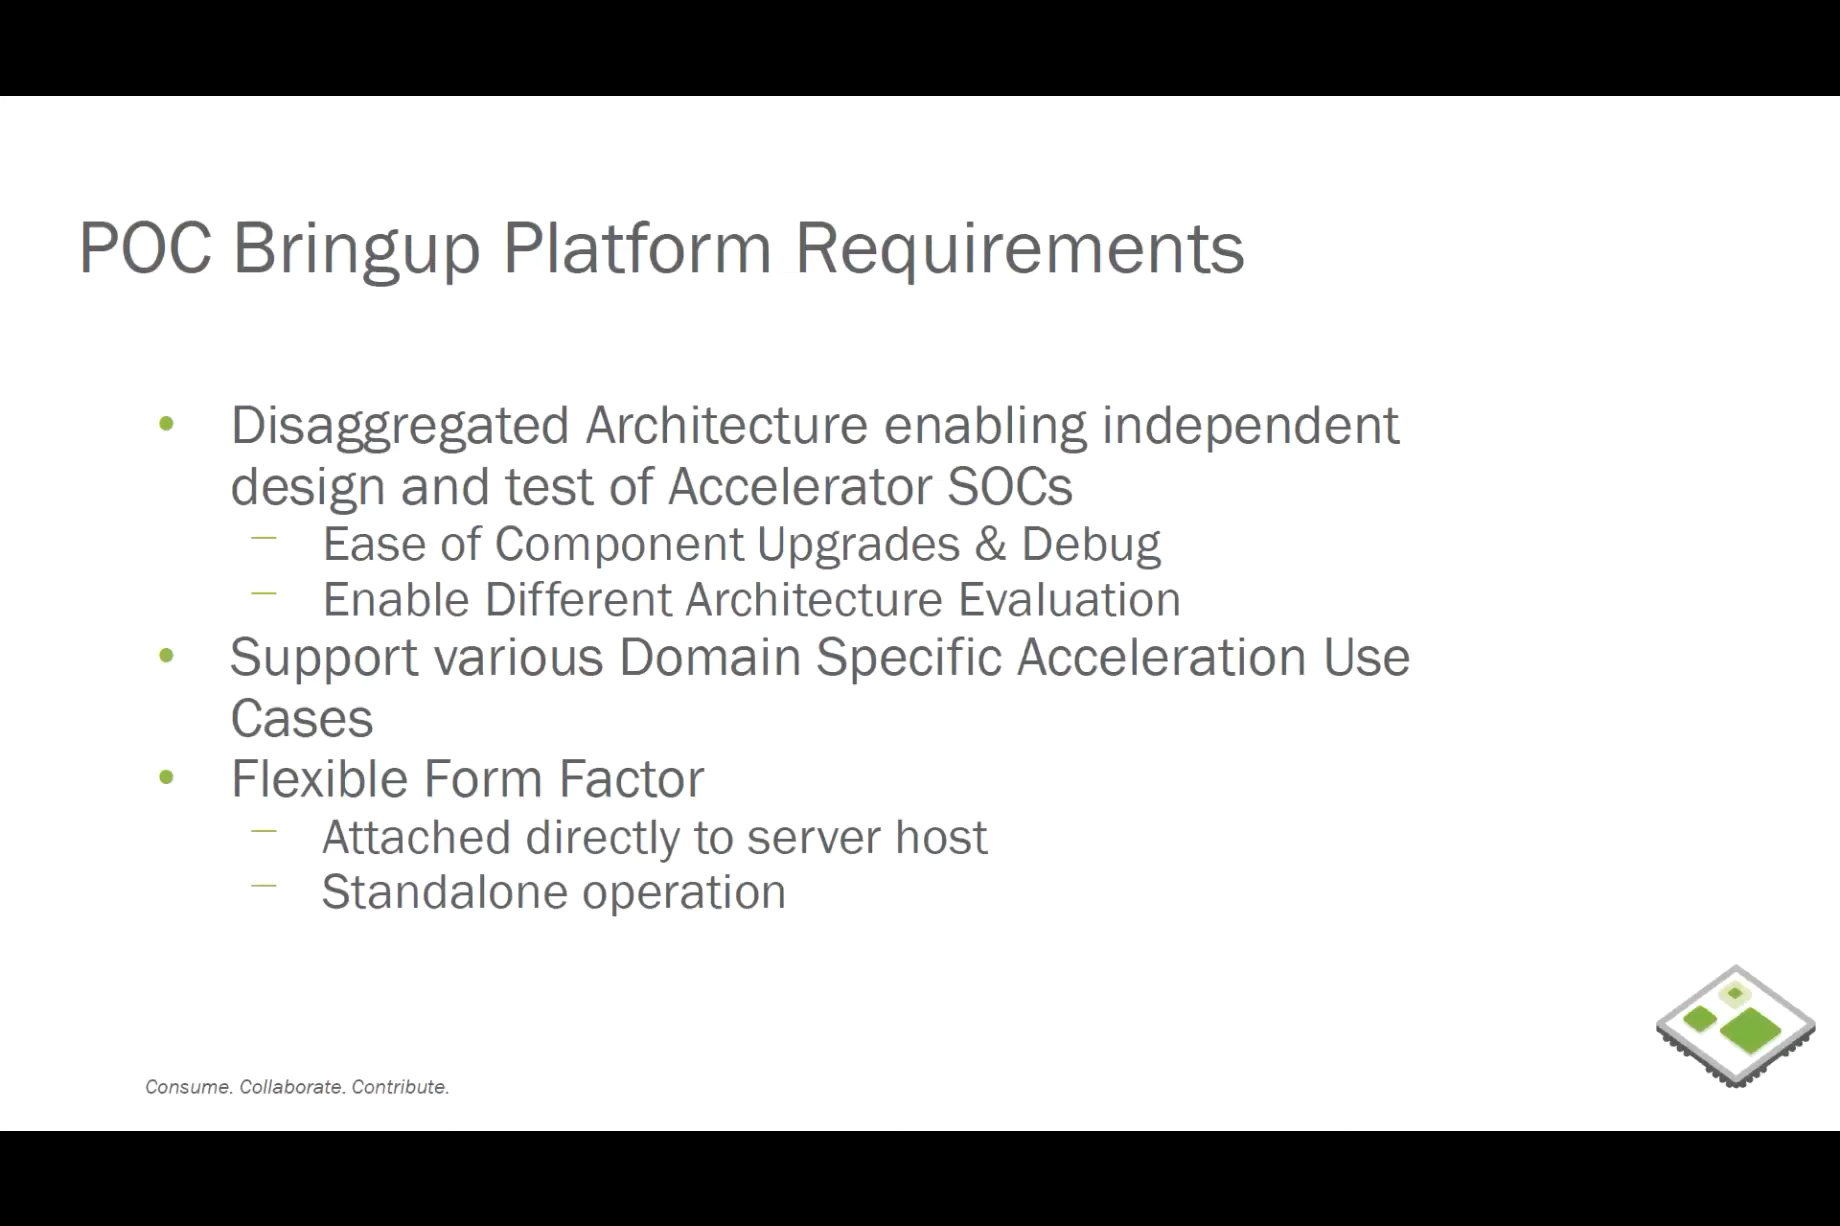 POC Bringup Platform Requirements
• Disaggregated Architecture enabling independent
design and test of Accelerator SOCs
– Ease of Component Upgrades & Debug
– Enable Different Architecture Evaluation
• Support various Domain Specific Acceleration Use
Cases
• Flexible Form Factor
– Attached directly to server host
– Standalone operation
Consume. Collaborate. Contribute.